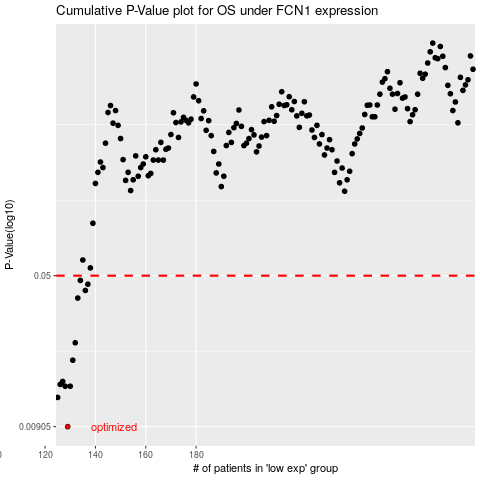 Cumulative P-Value plot for OS under FCN1 expression
P-Value(log10)
0.05
0.00905
optimized
0 120 140 160 180
# of patients in 'low exp' group